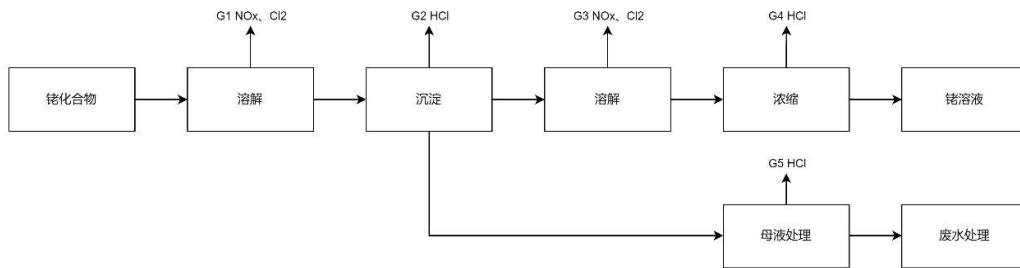 G1 NOx、Cl2
G2 HCl
G3 NOx、Cl2
G4 HCl
铑化合物
溶解
沉淀
溶解
浓缩
铑溶液
G5 HCl
母液处理
废水处理